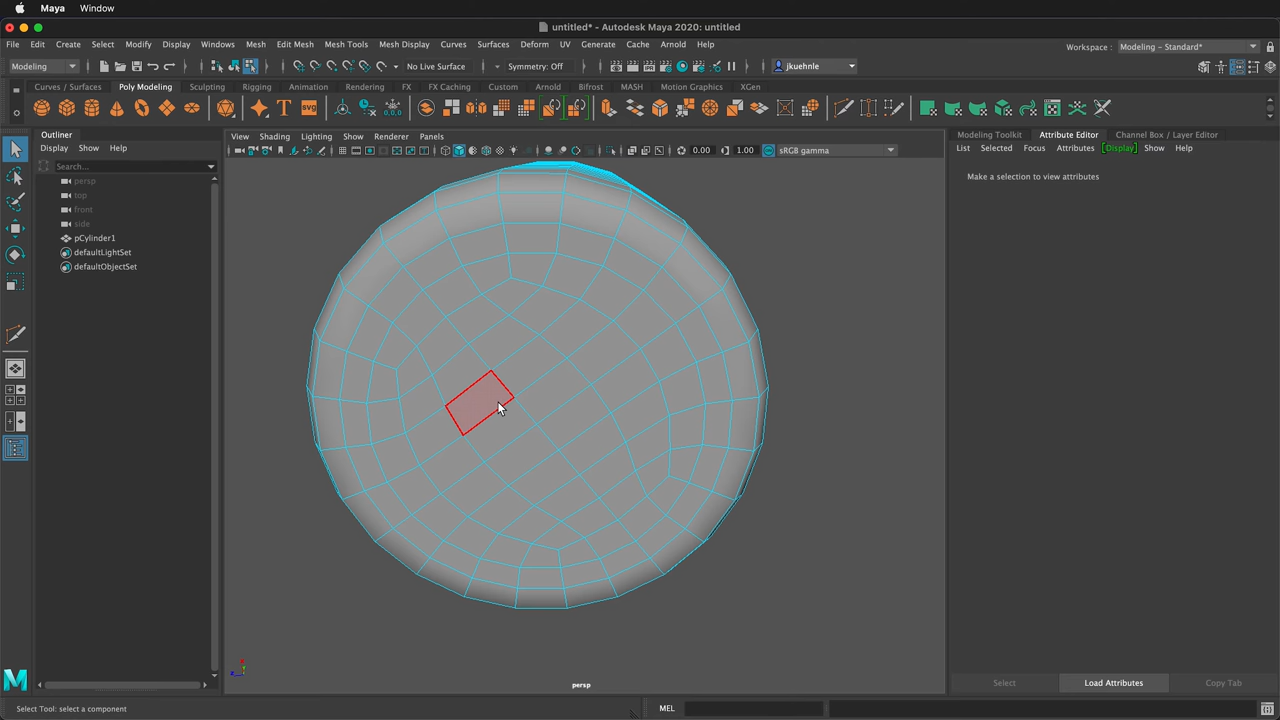 Maya Window
untitled* - Autodesk Maya 2020: untitled
File Edit Create Select Modify Display Windows Mesh Edit Mesh Mesh Tools Mesh Display Curves Surfaces Deform UV Generate Cache Arnold Help
Workspace : Modeling - Standard*
Modeling No Live Surface Symmetry: Off jkuehnle
Curves / Surfaces Poly Modeling Sculpting Rigging Animation Rendering FX FX Caching Custom Arnold Bifrost MASH Motion Graphics XGen
SVG
Outliner
Display Show Help
Search...
persp
top
front
side
pCylinder1
defaultLightSet
defaultObjectSet
View Shading Lighting Show Renderer Panels
0.00 1.00 sRGB gamma
persp
Modeling Toolkit Attribute Editor Channel Box / Layer Editor
List Selected Focus Attributes [Display] Show Help
Make a selection to view attributes
Select Load Attributes Copy Tab
Select Tool: select a component
MEL